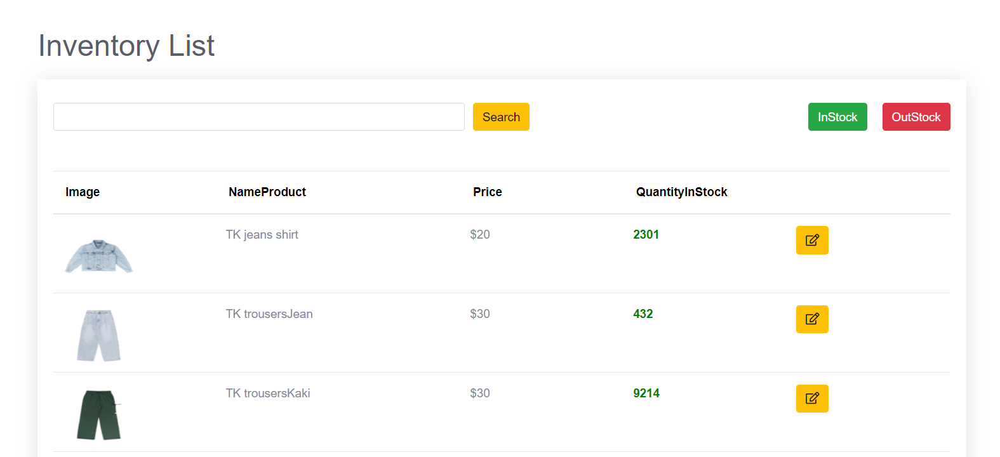 Inventory List
Search
InStock
OutStock
Image NameProduct Price QuantityInStock
TK jeans shirt $20 2301
TK trousersJean $30 432
TK trousersKaki $30 9214